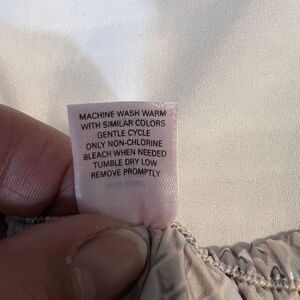 MACHINE WASH WARM
WITH SIMILAR COLORS
GENTLE CYCLE
ONLY NON-CHLORINE
BLEACH WHEN NEEDED
TUMBLE DRY LOW
REMOVE PROMPTLY